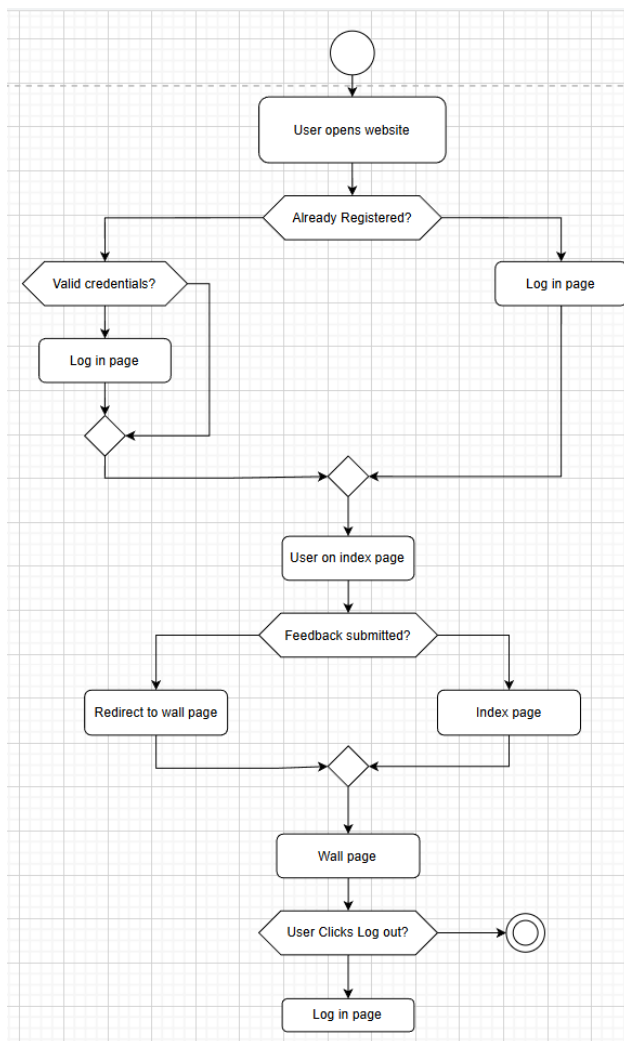 User opens website
Already Registered?
Valid credentials?
Log in page
Log in page
User on index page
Feedback submitted?
Redirect to wall page
Index page
Wall page
User Clicks Log out?
Log in page